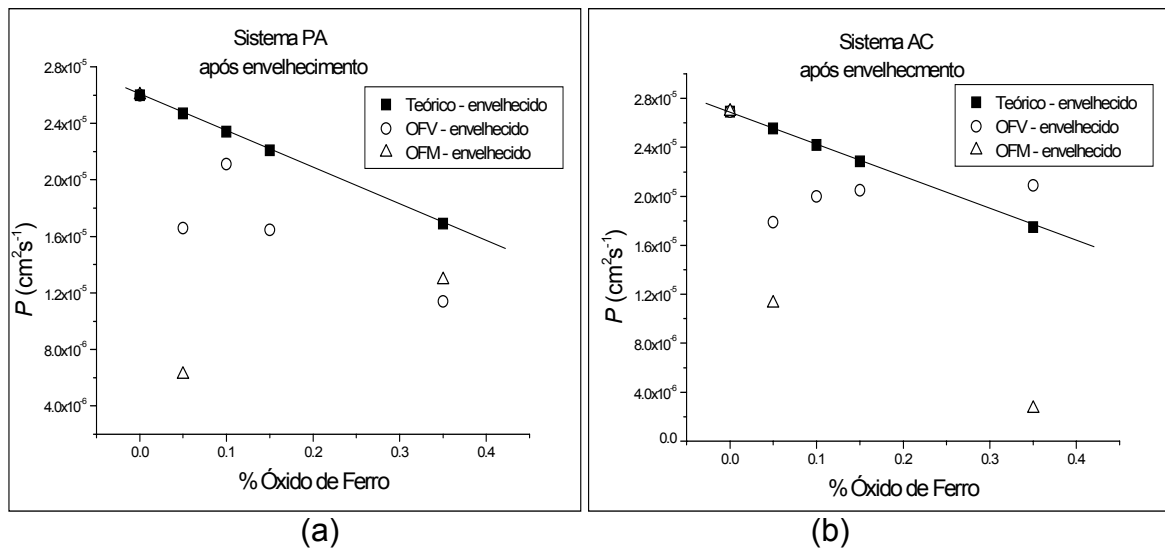 Sistema PA
após envelhecimento
Teórico - envelhecido
OFV - envelhecido
OFM - envelhecido
2.8x10⁻⁵
2.4x10⁻⁵
2.0x10⁻⁵
1.6x10⁻⁵
1.2x10⁻⁵
8.0x10⁻⁶
4.0x10⁻⁶
P (cm²s⁻¹)
0.0 0.1 0.2 0.3 0.4
% Óxido de Ferro
(a)
Sistema AC
após envelhecmento
Teórico - envelhecido
OFV - envelhecido
OFM - envelhecido
2.8x10⁻⁵
2.4x10⁻⁵
2.0x10⁻⁵
1.6x10⁻⁵
1.2x10⁻⁵
8.0x10⁻⁶
4.0x10⁻⁶
0.0
P (cm²s⁻¹)
0.0 0.1 0.2 0.3 0.4
% Óxido de Ferro
(b)